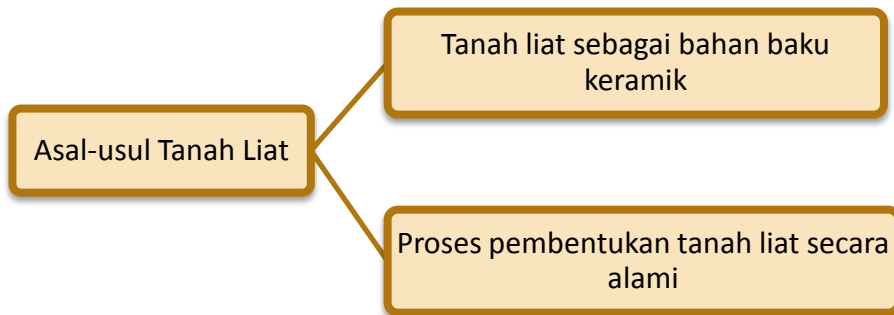 Tanah liat sebagai bahan baku
keramik
Asal-usul Tanah Liat
Proses pembentukan tanah liat secara
alami